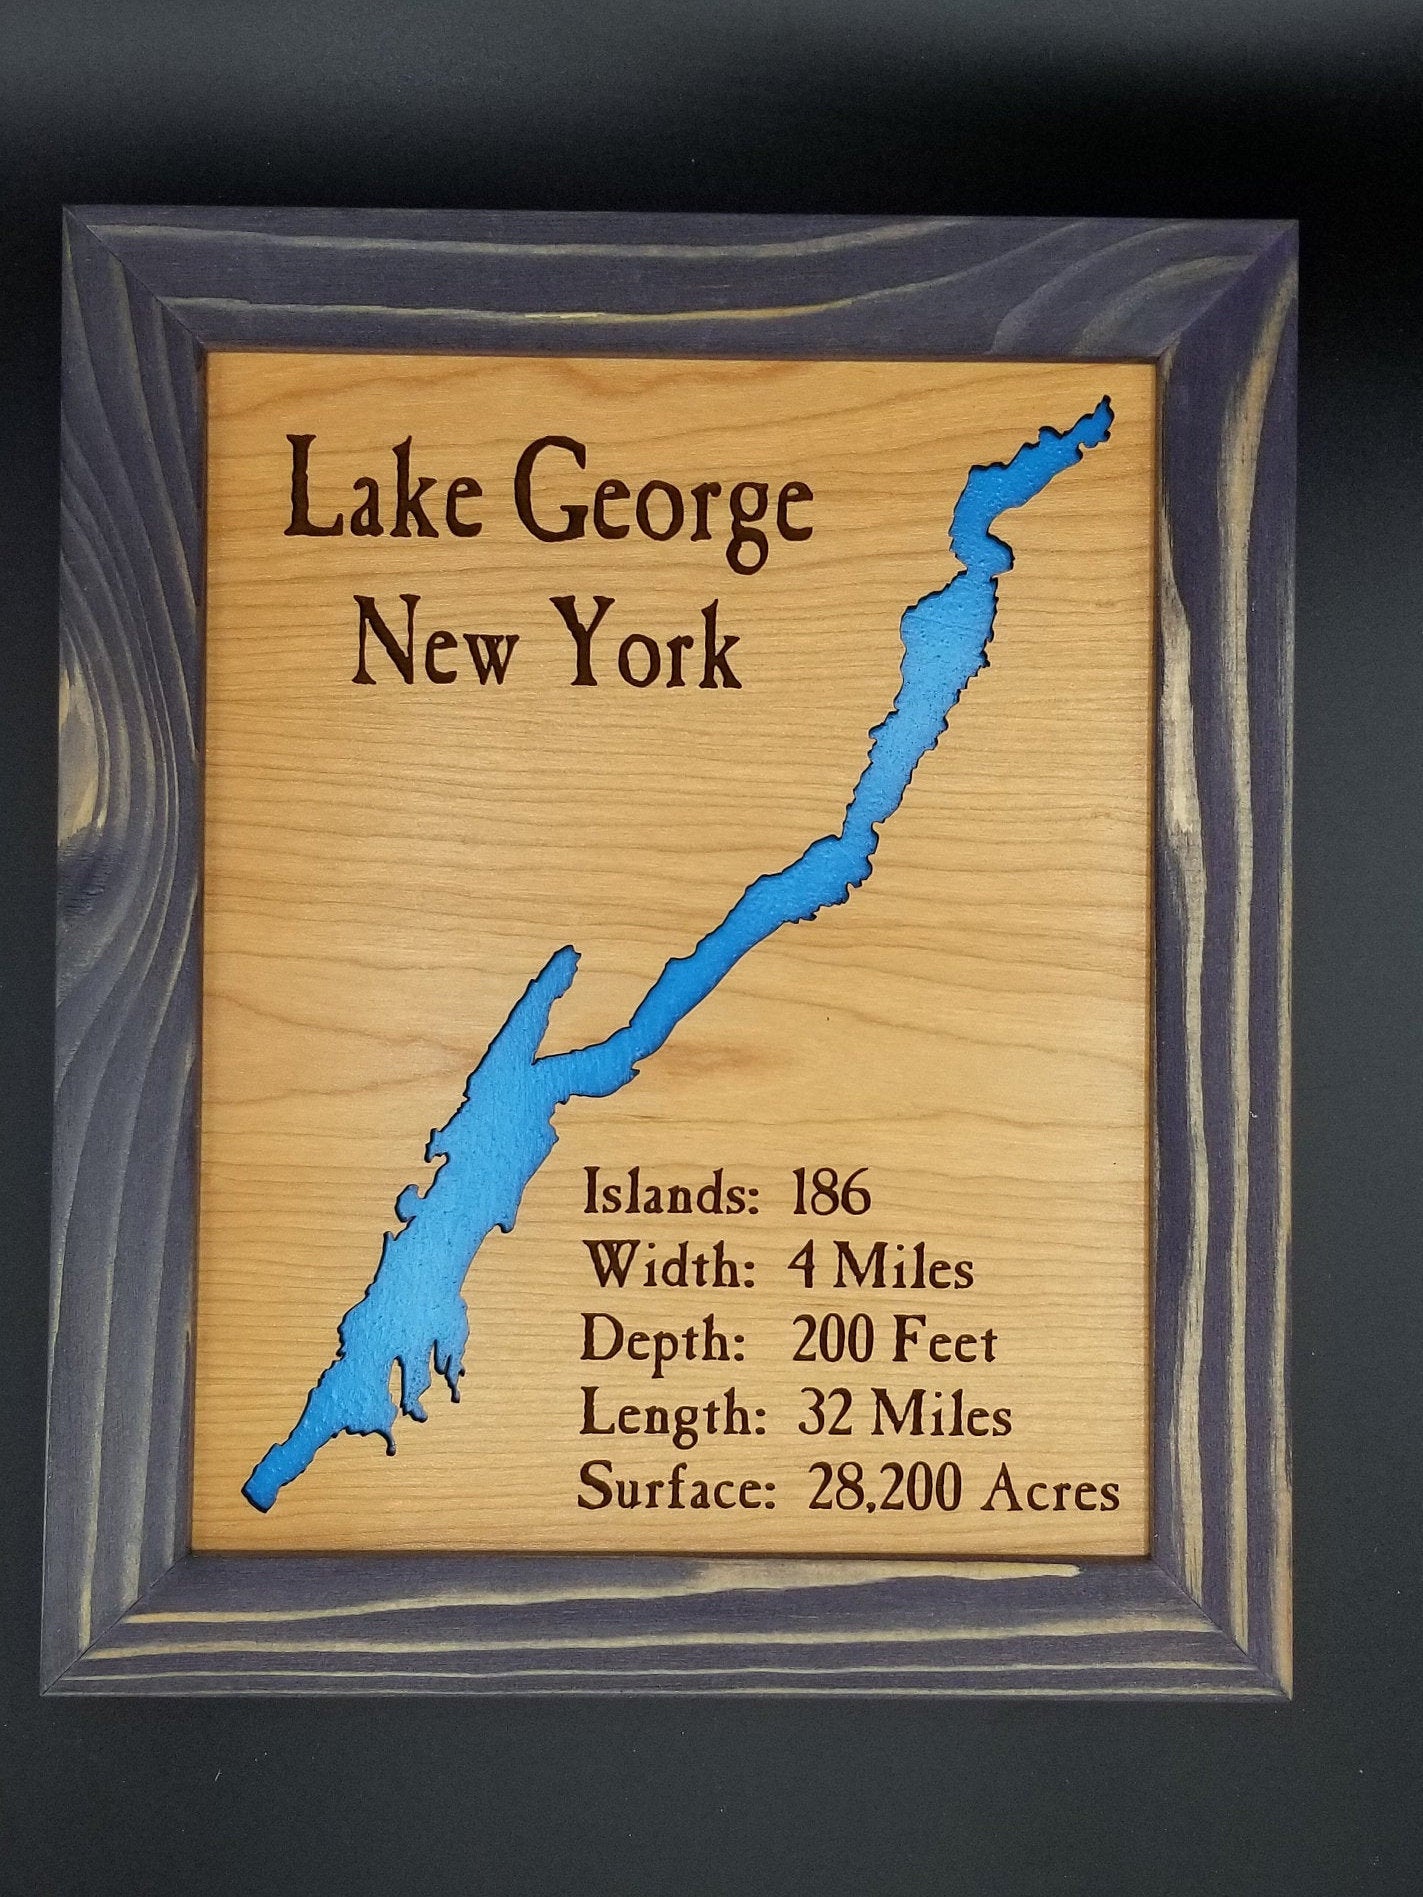 Lake George
New York
Islands: 186
Width: 4 Miles
Depth: 200 Feet
Length: 32 Miles
Surface: 28,200 Acres